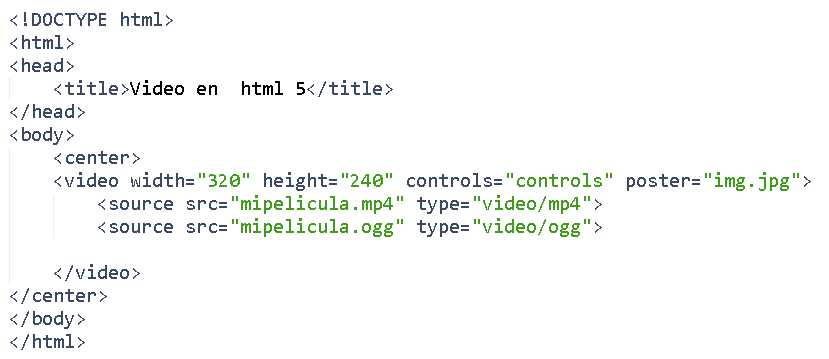 <!DOCTYPE html>
<html>
<head>
    <title>Video en  html 5</title>
</head>
<body>
    <center>
    <video width="320" height="240" controls="controls" poster="img.jpg">
        <source src="mipelicula.mp4" type="video/mp4">
        <source src="mipelicula.ogg" type="video/ogg">

    </video>
</center>
</body>
</html>